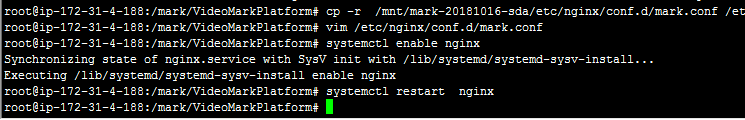 root@ip-172-31-4-188:/mark/VideoMarkPlatform# cp -r  /mnt/mark-20181016-sda/etc/nginx/conf.d/mark.conf /et
root@ip-172-31-4-188:/mark/VideoMarkPlatform# vim /etc/nginx/conf.d/mark.conf
root@ip-172-31-4-188:/mark/VideoMarkPlatform# systemctl enable nginx
Synchronizing state of nginx.service with SysV init with /lib/systemd/systemd-sysv-install...
Executing /lib/systemd/systemd-sysv-install enable nginx
root@ip-172-31-4-188:/mark/VideoMarkPlatform# systemctl restart  nginx
root@ip-172-31-4-188:/mark/VideoMarkPlatform#